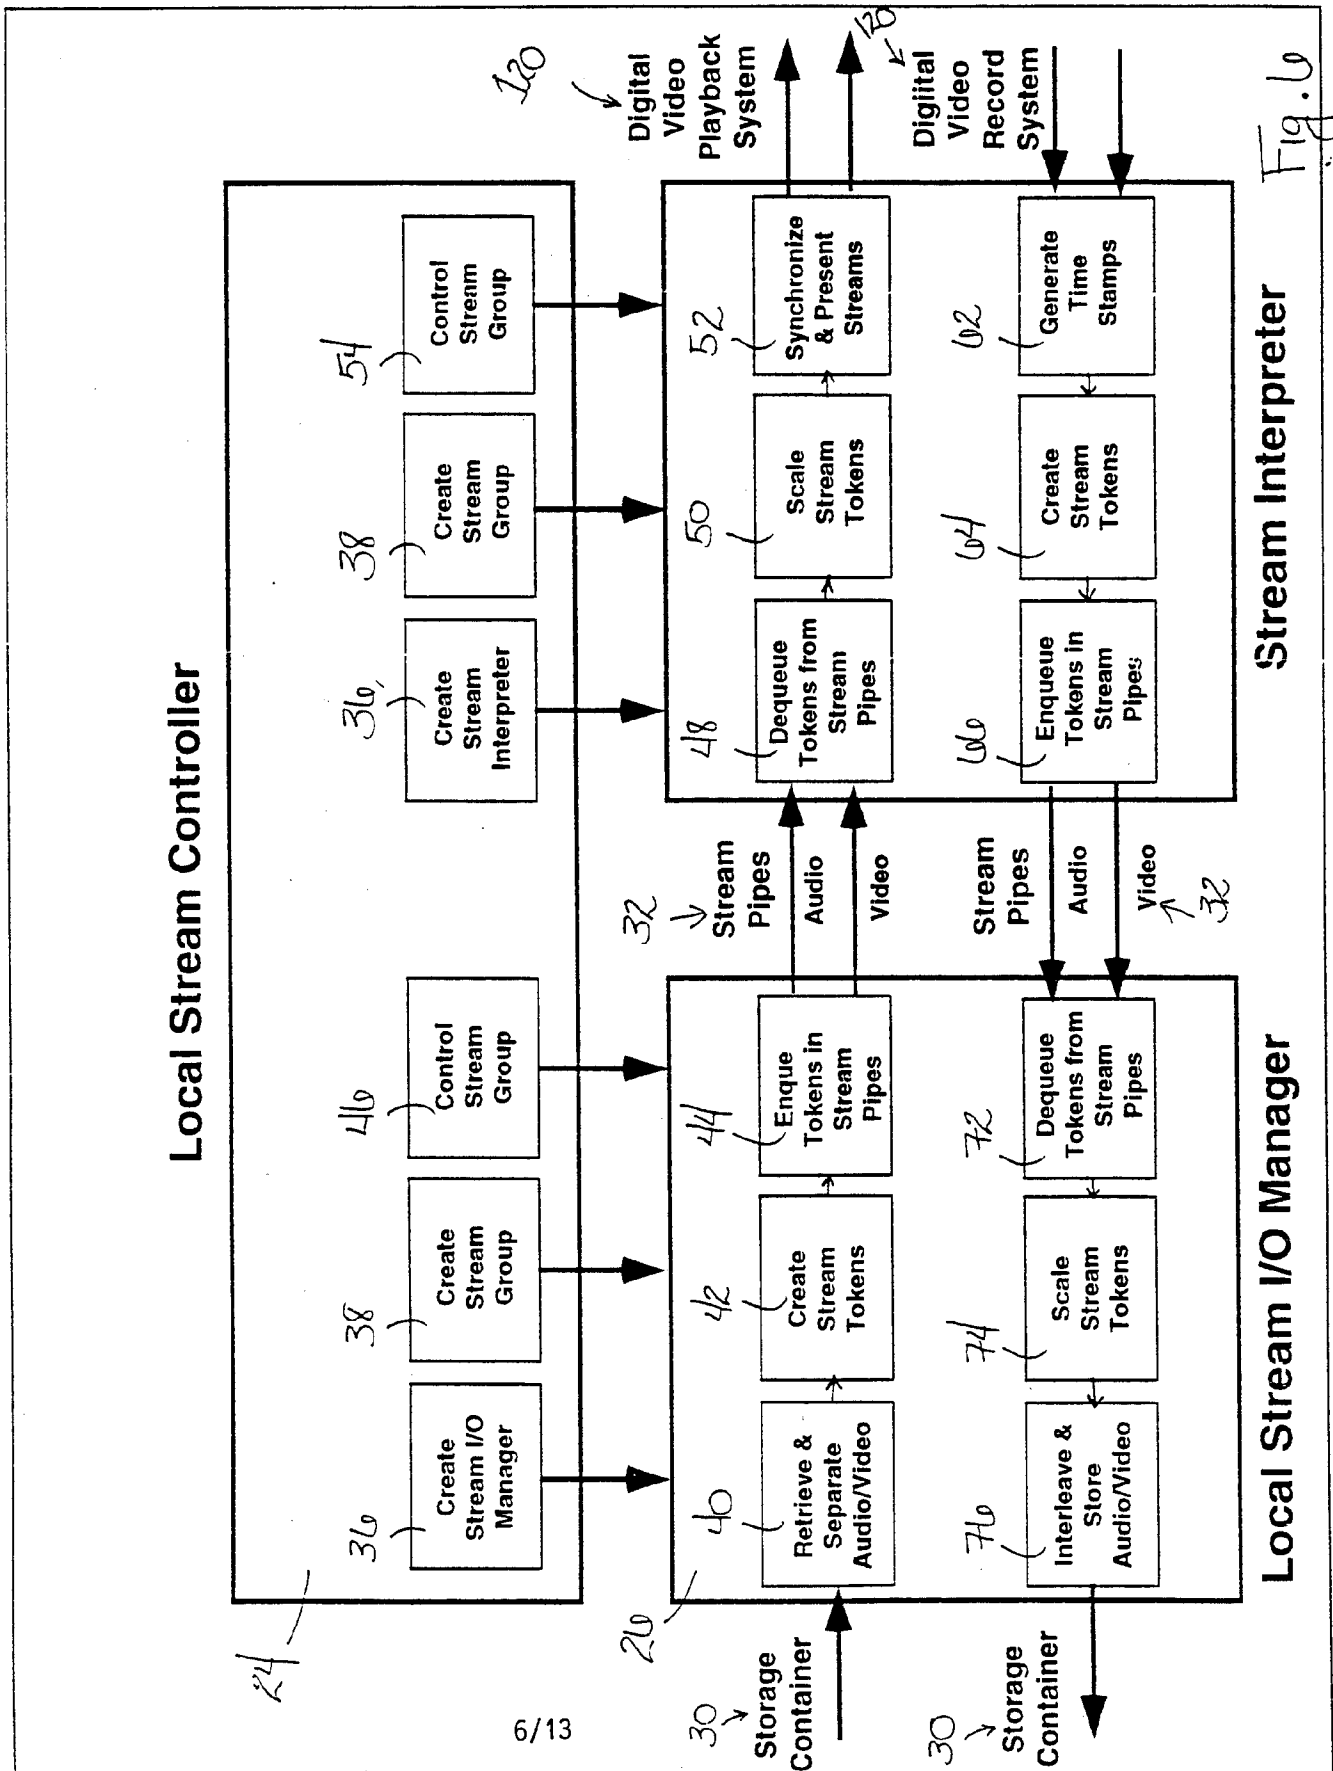 Local Stream Controller
24
36
Create
Stream I/O
Manager
38
Create
Stream
Group
46
Control
Stream
Group
36
Create
Stream
Interpreter
38
Create
Stream
Group
54
Control
Stream
Group
26
30
Storage
Container
40
Retrieve &
Separate
Audio/Video
42
Create
Stream
Tokens
44
Enque
Tokens in
Stream
Pipes
32
Stream
Pipes
Audio
Video
48
Dequeue
Tokens from
Stream
Pipes
50
Scale
Stream
Tokens
52
Synchronize
& Present
Streams
120
Digital
Video
Playback
System
30
Storage
Container
76
Interleave &
Store
Audio/Video
74
Scale
Stream
Tokens
72
Dequeue
Tokens from
Stream
Pipes
Stream
Pipes
Audio
Video
32
66
Enqueue
Tokens in
Stream
Pipes
64
Create
Stream
Tokens
62
Generate
Time
Stamps
120
Digiital
Video
Record
System
Local Stream I/O Manager
Stream Interpreter
Fig. 6
6/13